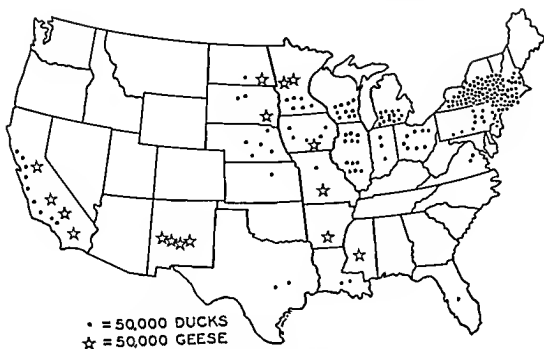 • = 50,000 DUCKS
☆ = 50,000 GEESE